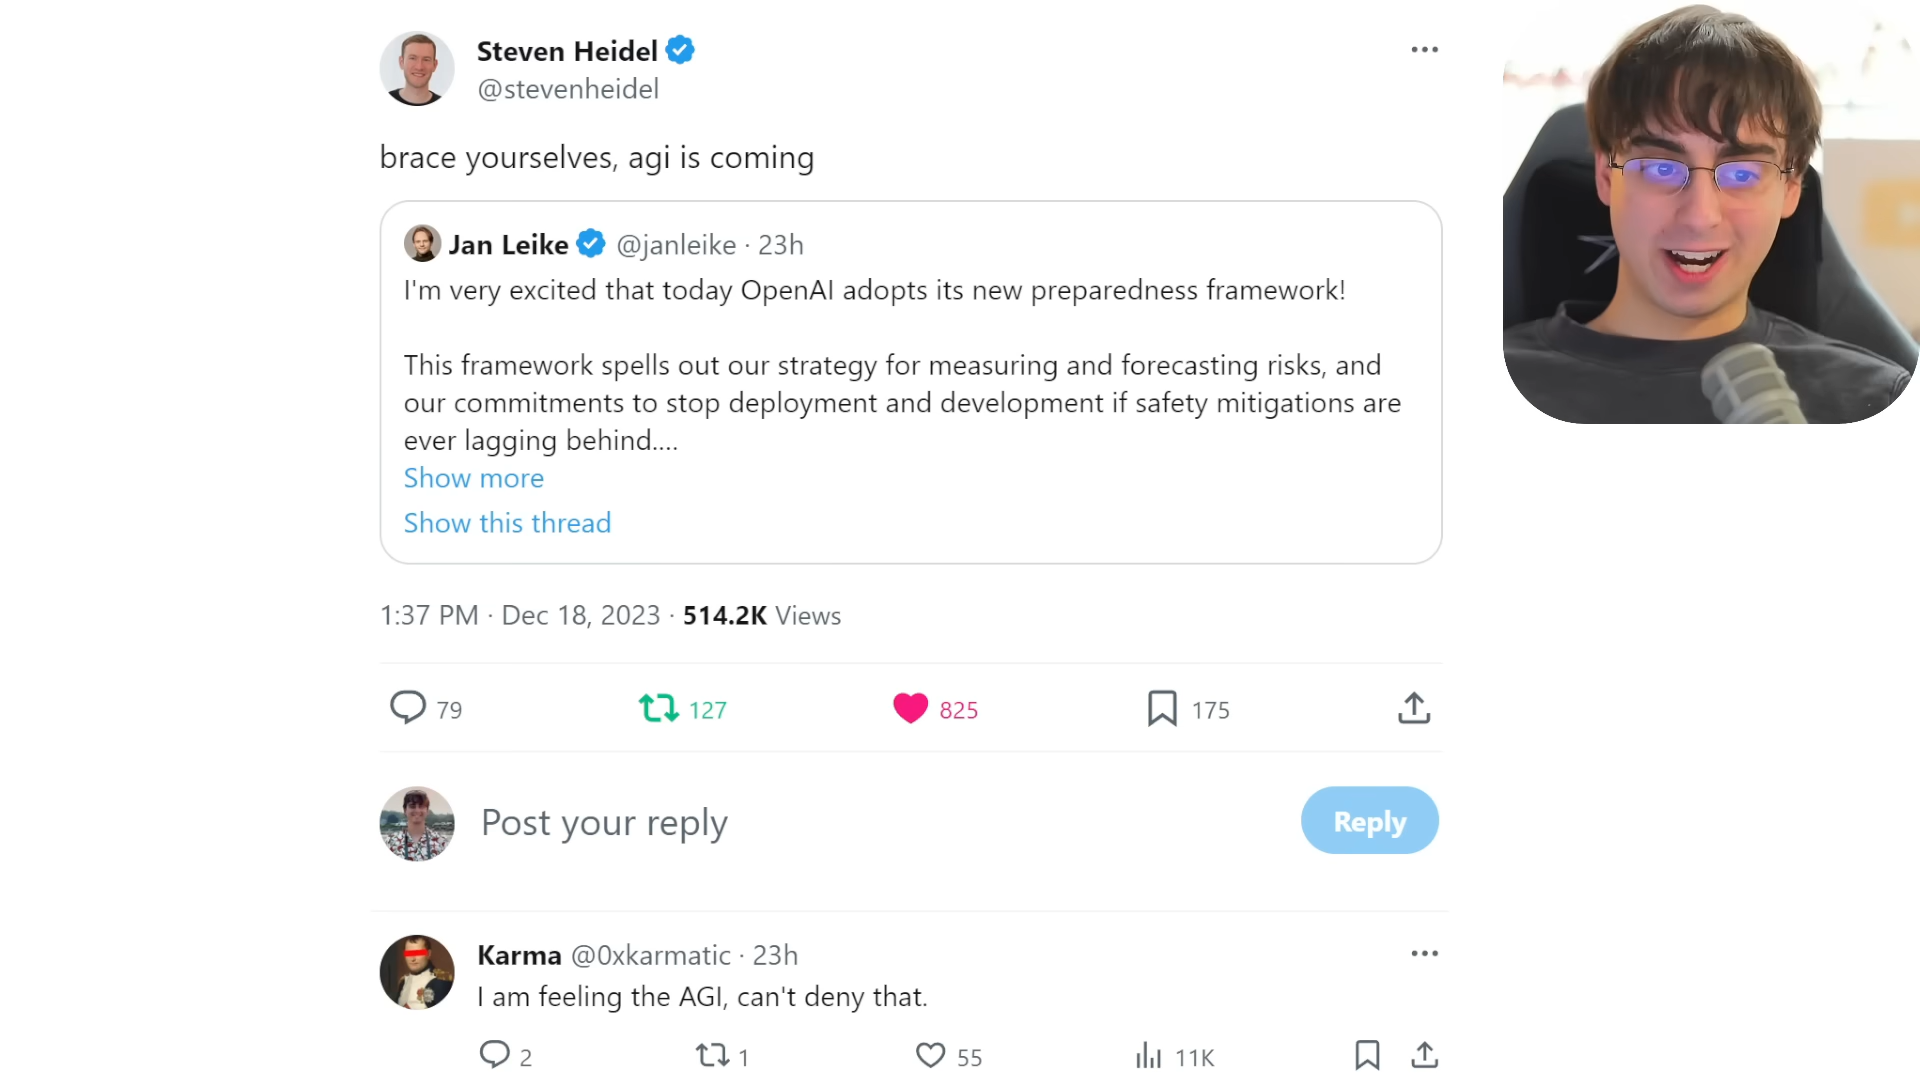 Steven Heidel
@stevenheidel
brace yourselves, agi is coming
Jan Leike @janleike · 23h
I'm very excited that today OpenAI adopts its new preparedness framework!
This framework spells out our strategy for measuring and forecasting risks, and
our commitments to stop deployment and development if safety mitigations are
ever lagging behind....
Show more
Show this thread
1:37 PM · Dec 18, 2023 · 514.2K Views
79 127 825 175
Post your reply
Reply
Karma @0xkarmatic · 23h
I am feeling the AGI, can't deny that.
2 1 55 11K